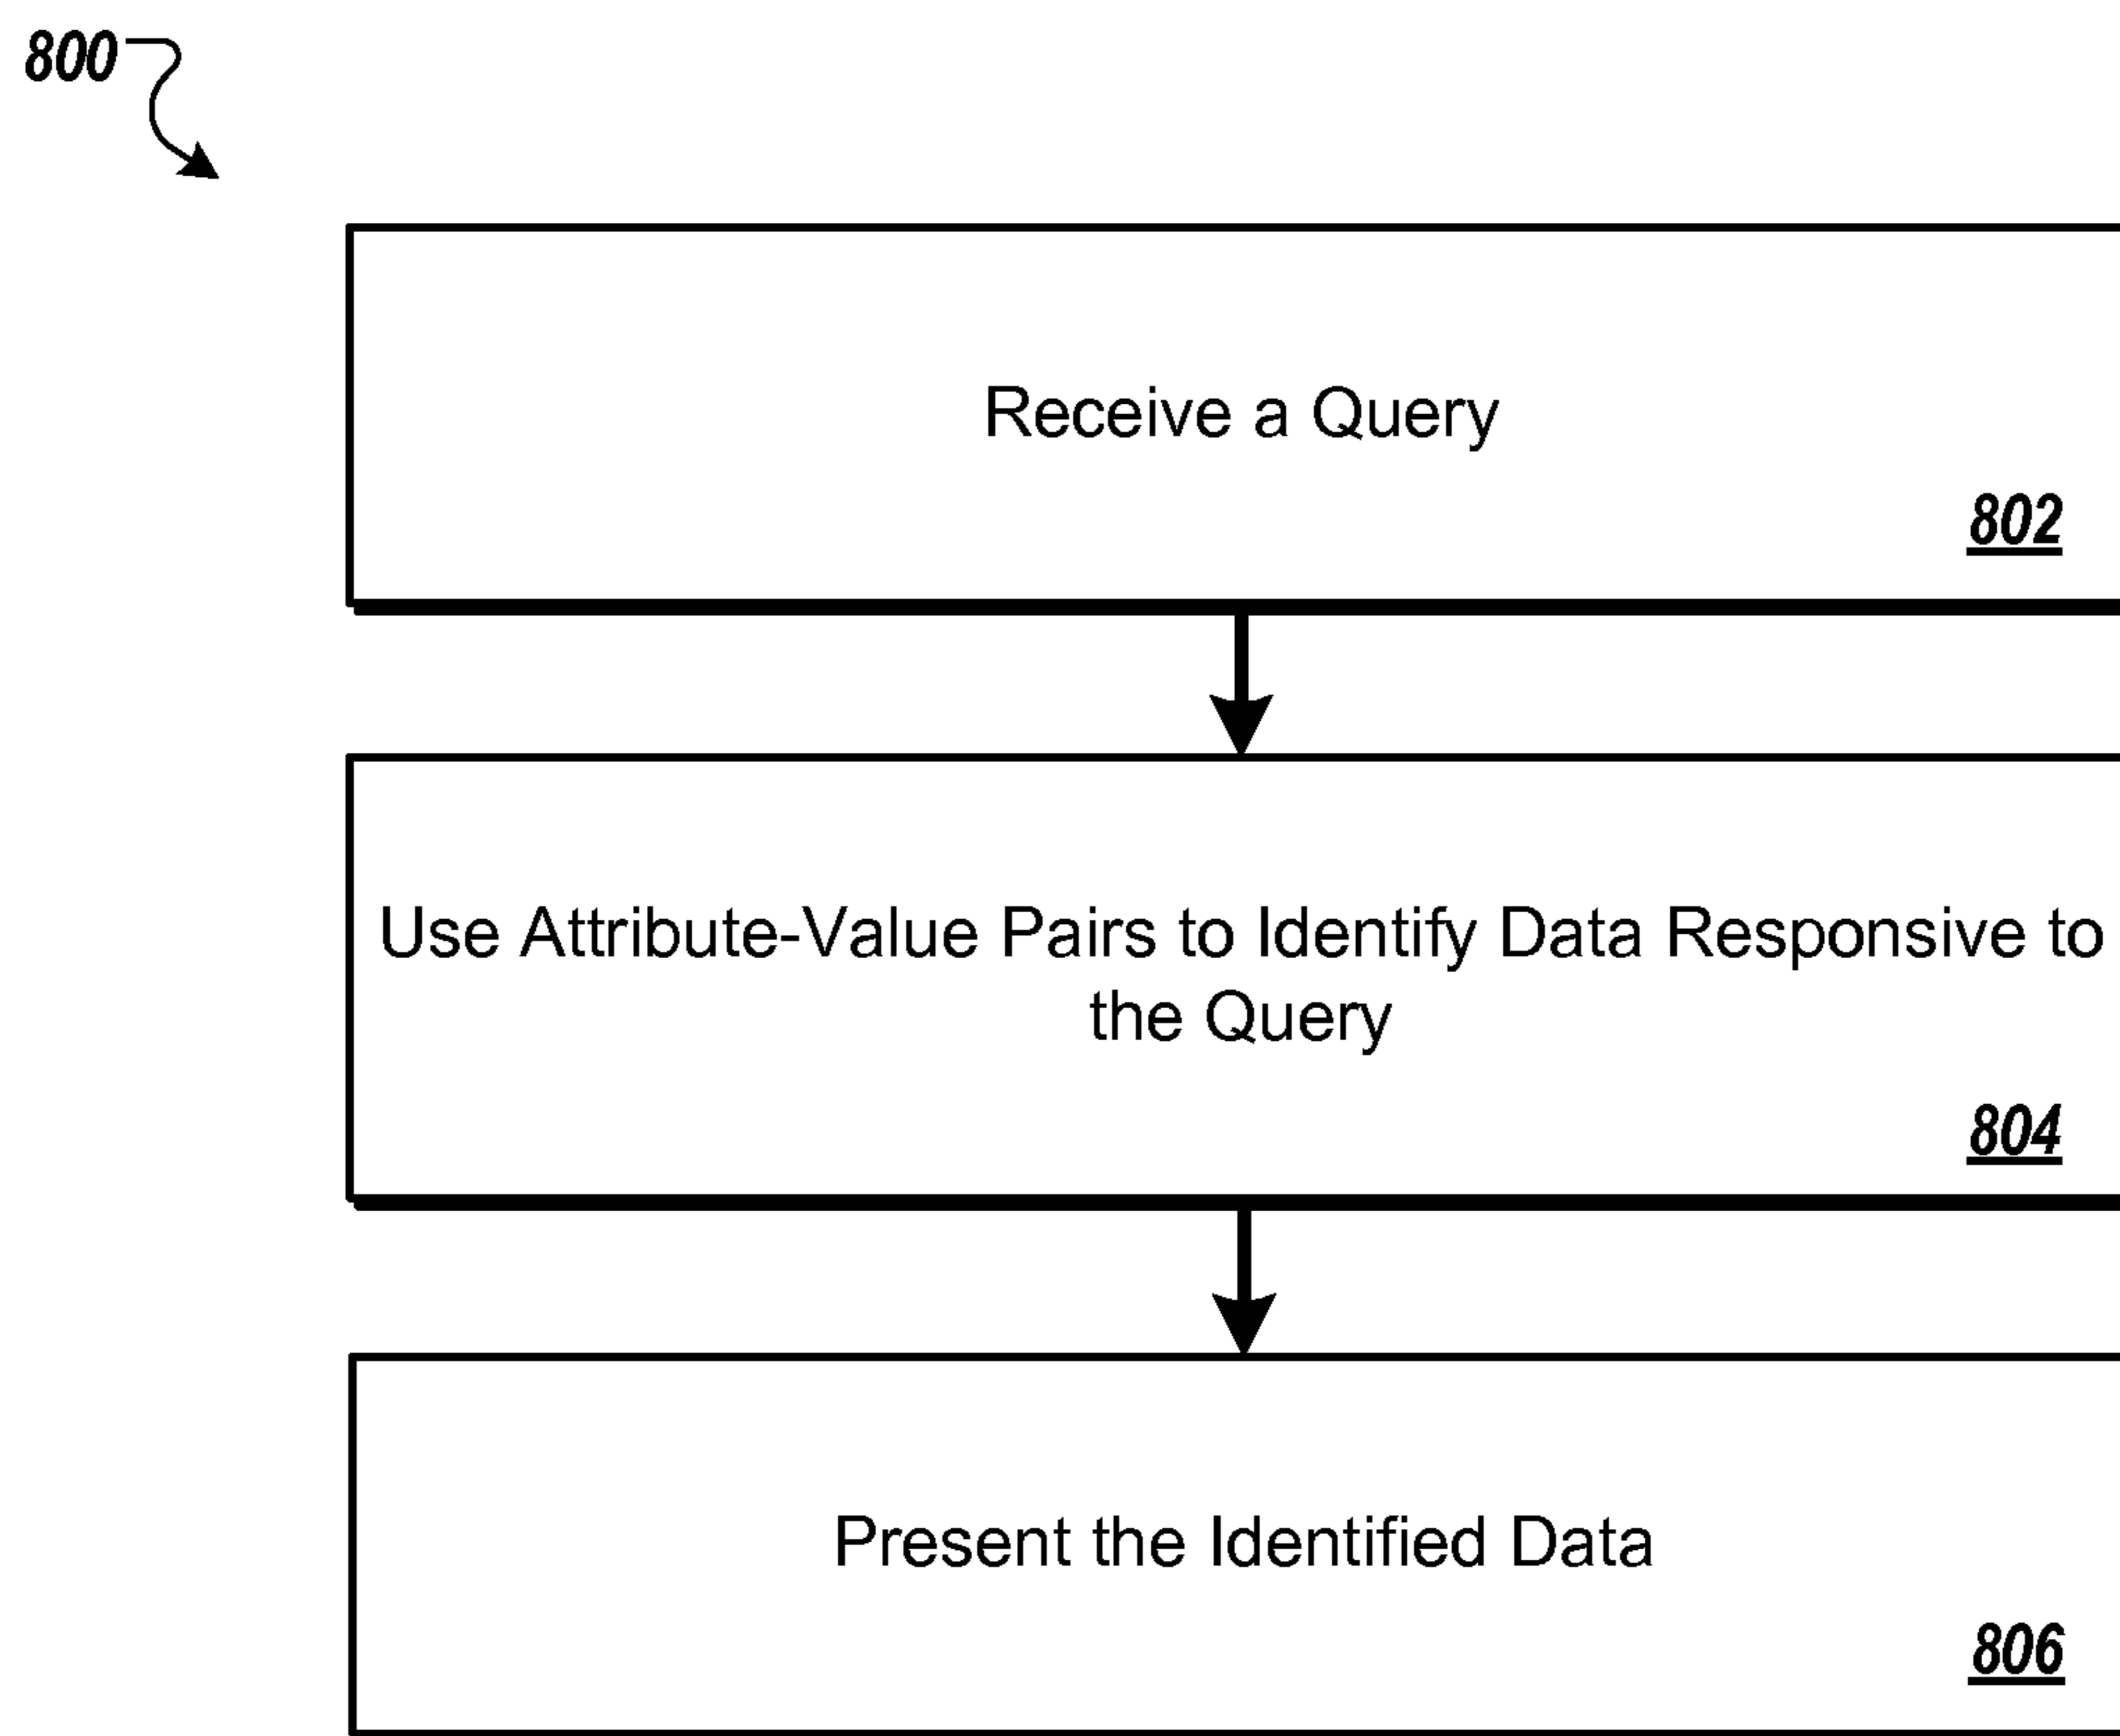 800
Receive a Query
802
Use Attribute-Value Pairs to Identify Data Responsive to
the Query
804
Present the Identified Data
806